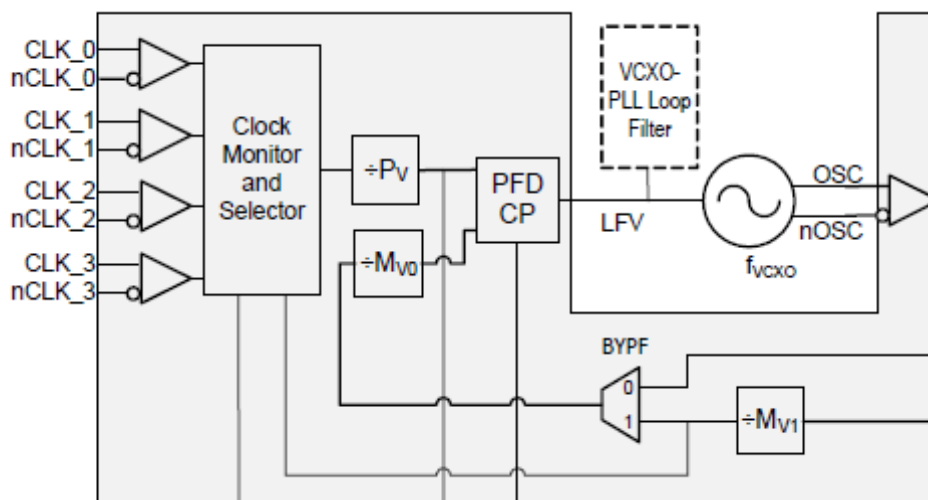 CLK_0
nCLK_0
CLK_1
nCLK_1
CLK_2
nCLK_2
CLK_3
nCLK_3
Clock
Monitor
and
Selector
÷PV
÷MV0
PFD
CP
VCXO-
PLL Loop
Filter
LFV
OSC
nOSC
fVCXO
BYPF
0
1
÷MV1